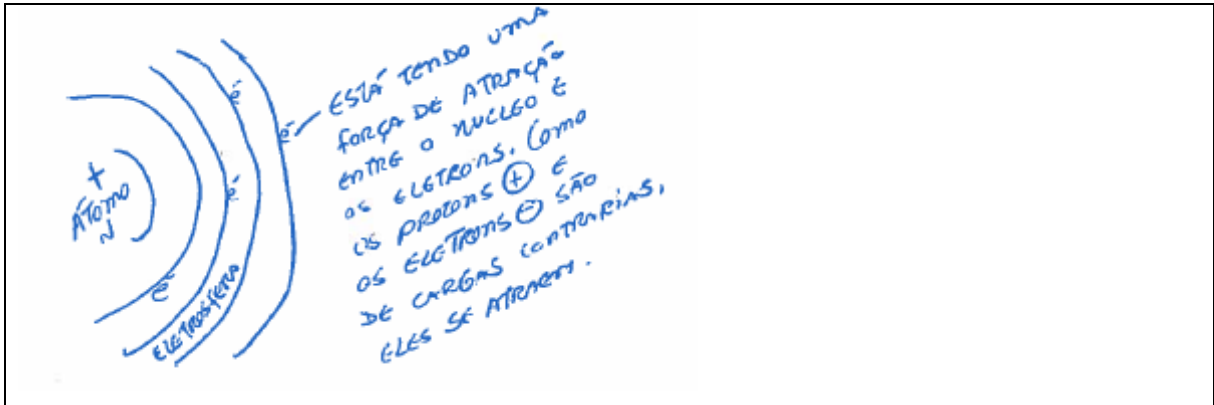 +
ÁTOMO
N
é
é
é
é
ELETROSFERA
ESTÁ TENDO UMA
FORÇA DE ATRAÇÃO
ENTRE O NUCLEO E
OS ELETRONS. COMO
OS PROTONS + E
OS ELETRONS - SÃO
DE CARGAS CONTRARIAS,
ELES SE ATRAEM.